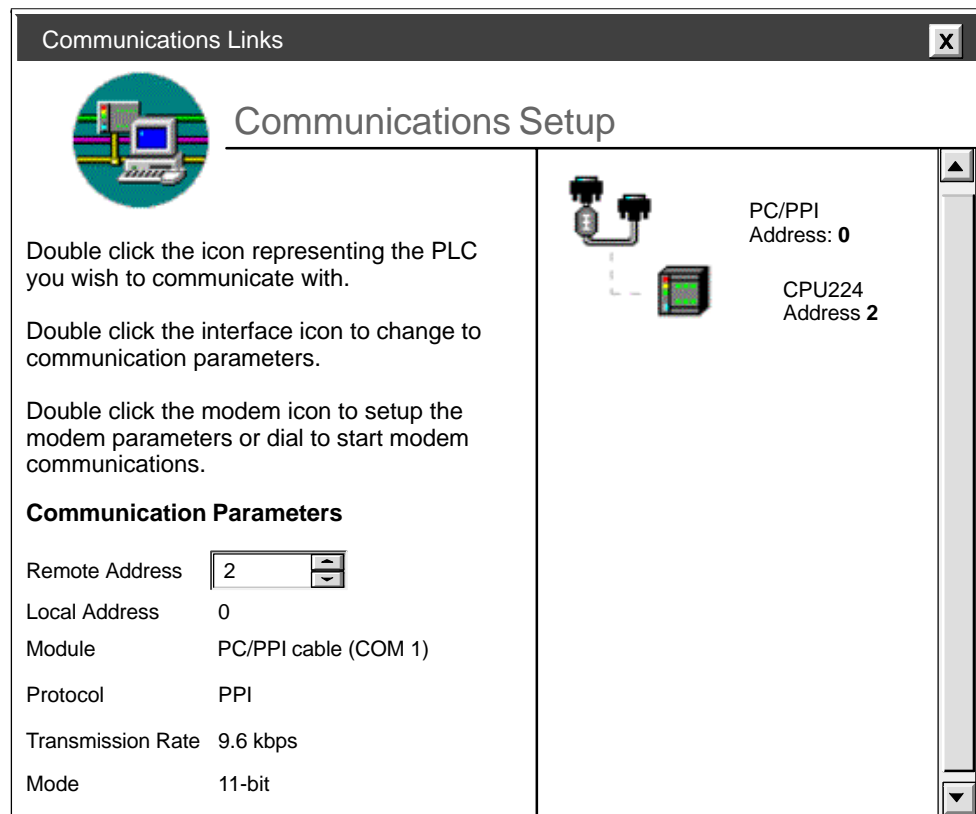 Communications Links
X
Communications Setup
Double click the icon representing the PLC
you wish to communicate with.
Double click the interface icon to change to
communication parameters.
Double click the modem icon to setup the
modem parameters or dial to start modem
communications.
Communication Parameters
Remote Address 2
Local Address 0
Module PC/PPI cable (COM 1)
Protocol PPI
Transmission Rate 9.6 kbps
Mode 11-bit
PC/PPI
Address: 0
CPU224
Address 2